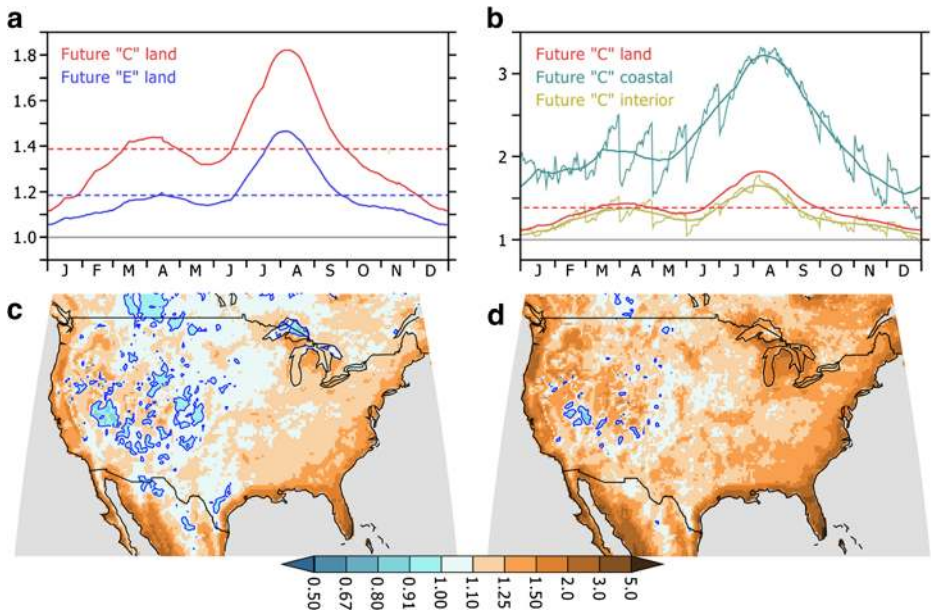 a
1.8
1.6
1.4
1.2
1.0
Future "C" land
Future "E" land
J F M A M J J A S O N D
b
3
2
1
Future "C" land
Future "C" coastal
Future "C" interior
J F M A M J J A S O N D
c
d
0.50 0.67 0.80 0.91 1.00 1.10 1.25 1.50 2.0 3.0 5.0